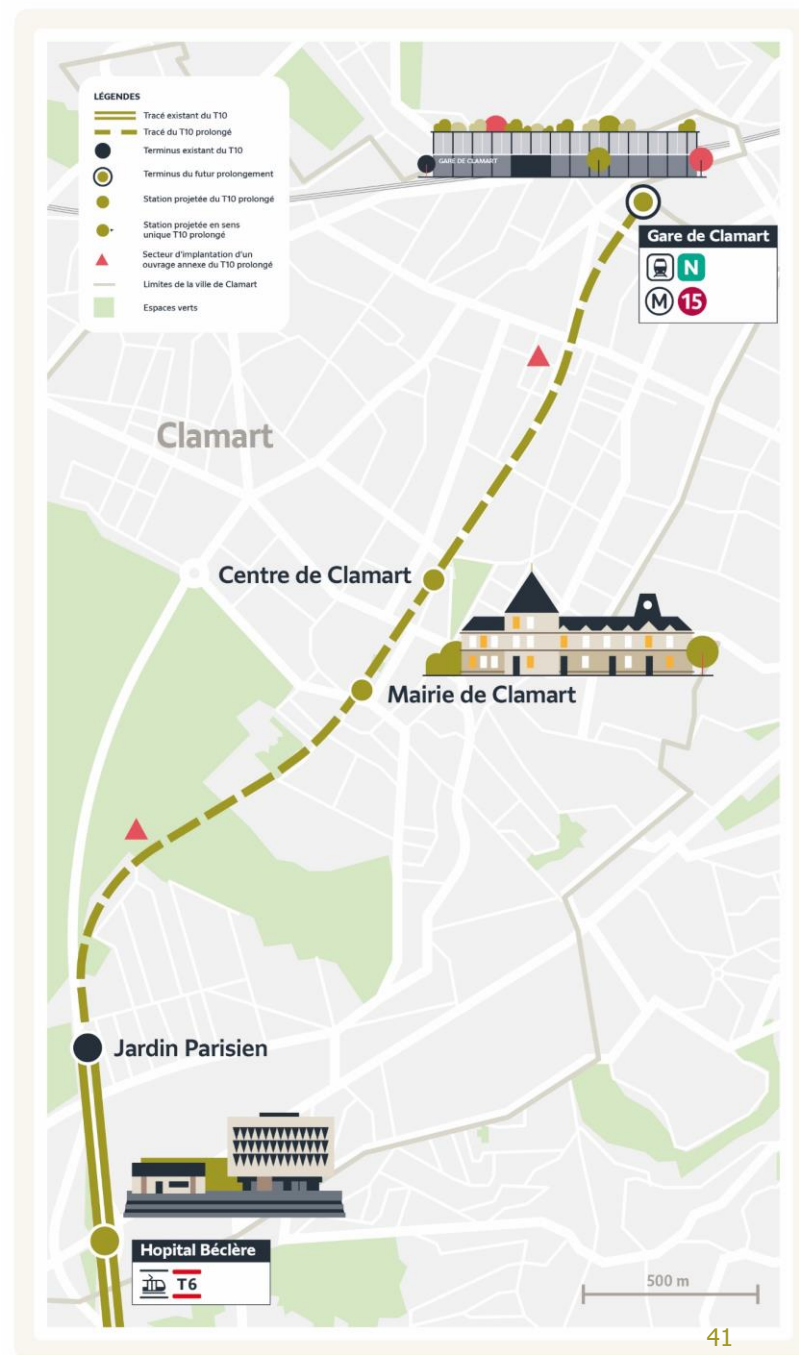 LÉGENDES
Tracé existant du T10
Tracé du T10 prolongé
Terminus existant du T10
Terminus du futur prolongement
Station projetée du T10 prolongé
Station projetée en sens
unique T10 prolongé
Secteur d'implantation d'un
ouvrage annexe du T10 prolongé
Limites de la ville de Clamart
Espaces verts
GARE DE CLAMART
Gare de Clamart
N
M 15
Clamart
Centre de Clamart
Mairie de Clamart
Jardin Parisien
Hopital Béclère
T6
500 m
41